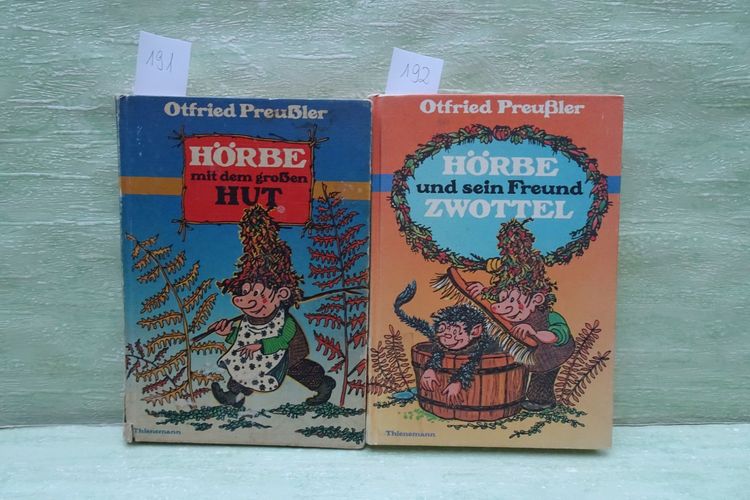 191
Otfried Preußler
HÖRBE
mit dem großen
HUT
Thienemann
192
Otfried Preußler
HÖRBE
und sein Freund
ZWOTTEL
Thienemann